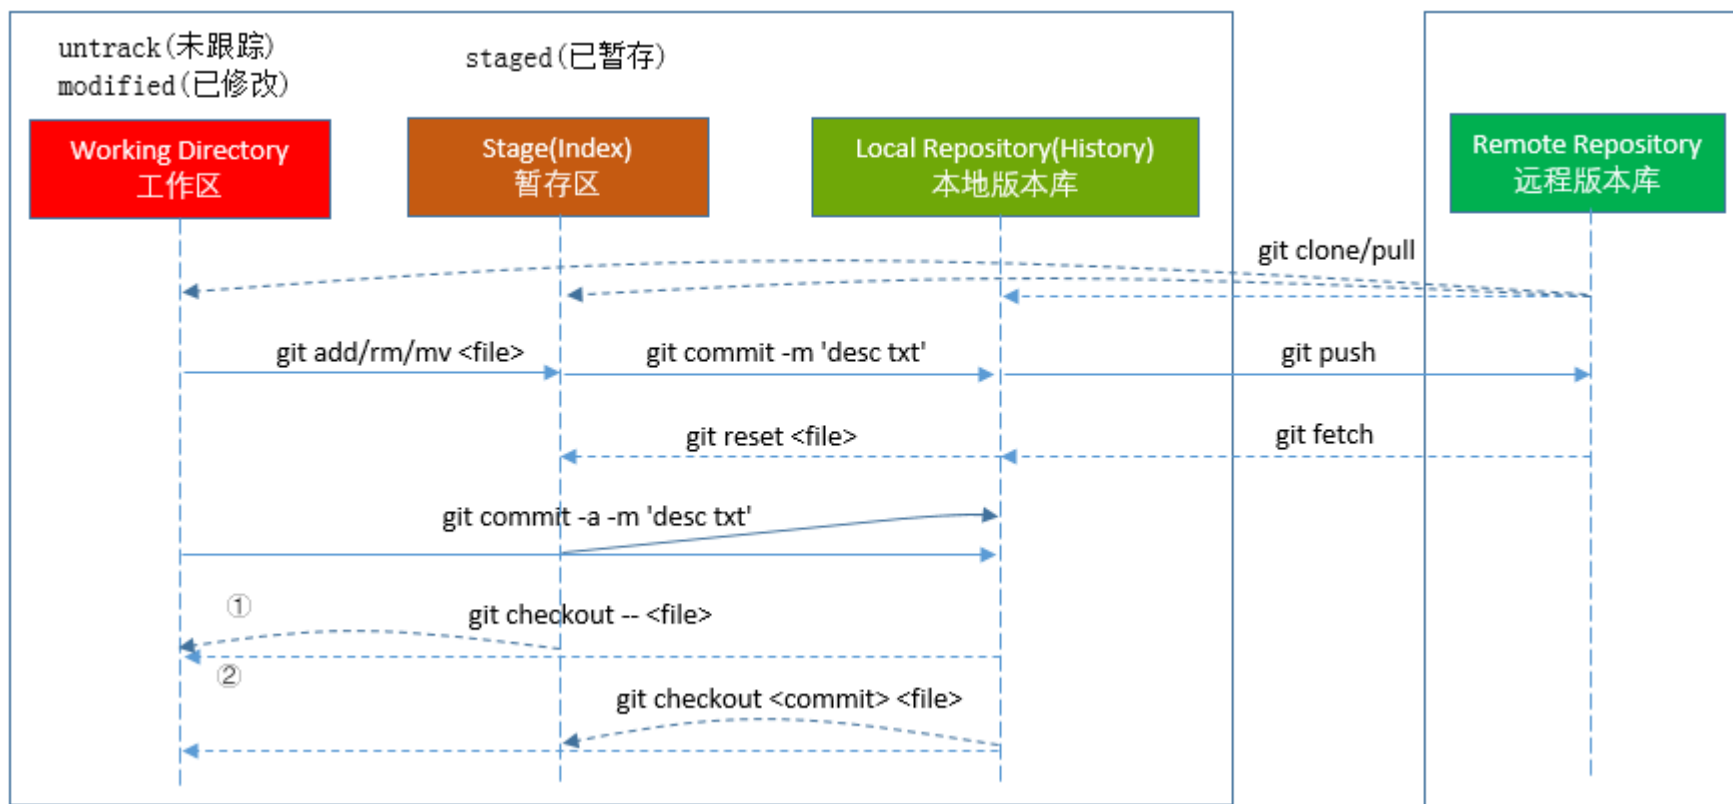 untrack(未跟踪)
modified(已修改)
staged(已暂存)
Working Directory
工作区
Stage(Index)
暂存区
Local Repository(History)
本地版本库
Remote Repository
远程版本库
git clone/pull
git add/rm/mv <file>
git commit -m 'desc txt'
git push
git reset <file>
git fetch
git commit -a -m 'desc txt'
①
git checkout -- <file>
②
git checkout <commit> <file>